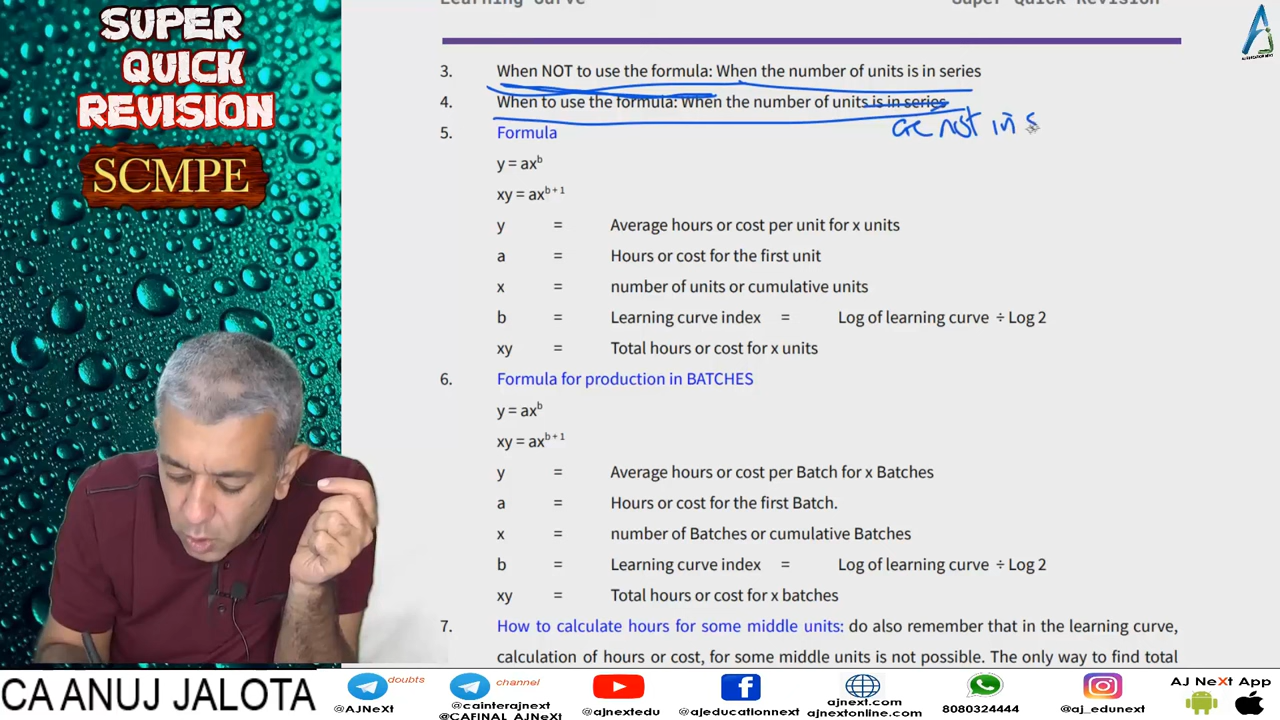 Learning Curve Super Quick Revision
SUPER
QUICK
REVISION
SCMPE
3. When NOT to use the formula: When the number of units is in series
4. When to use the formula: When the number of units is in series
are not in s
5. Formula
y = ax^b
xy = ax^b + 1
y = Average hours or cost per unit for x units
a = Hours or cost for the first unit
x = number of units or cumulative units
b = Learning curve index = Log of learning curve ÷ Log 2
xy = Total hours or cost for x units
6. Formula for production in BATCHES
y = ax^b
xy = ax^b + 1
y = Average hours or cost per Batch for x Batches
a = Hours or cost for the first Batch.
x = number of Batches or cumulative Batches
b = Learning curve index = Log of learning curve ÷ Log 2
xy = Total hours or cost for x batches
7. How to calculate hours for some middle units: do also remember that in the learning curve,
calculation of hours or cost, for some middle units is not possible. The only way to find total
CA ANUJ JALOTA
doubts
@AJNeXt
channel
@cainterajnext
@CAFINAL_AJNeXt
@ajnextedu
@ajeducationnext
ajnext.com
ajnextonline.com
8080324444
@aj_edunext
AJ NeXt App